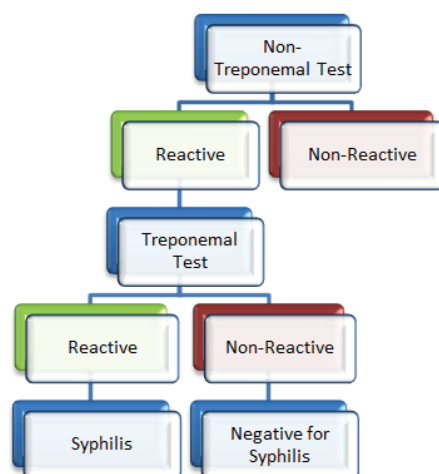 Non-
Treponemal Test
Reactive
Non-Reactive
Treponemal
Test
Reactive
Non-Reactive
Syphilis
Negative for
Syphilis